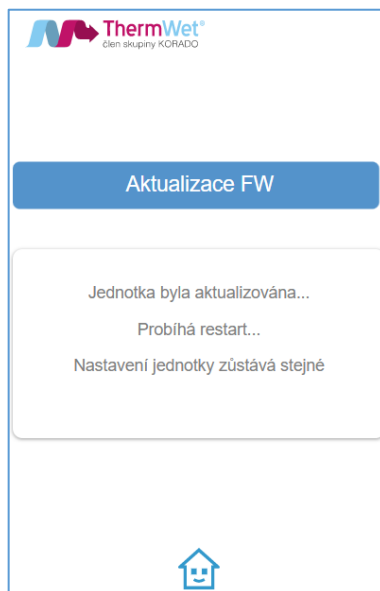 ThermWet®
člen skupiny KORADO
Aktualizace FW
Jednotka byla aktualizována...
Probíhá restart...
Nastavení jednotky zůstává stejné